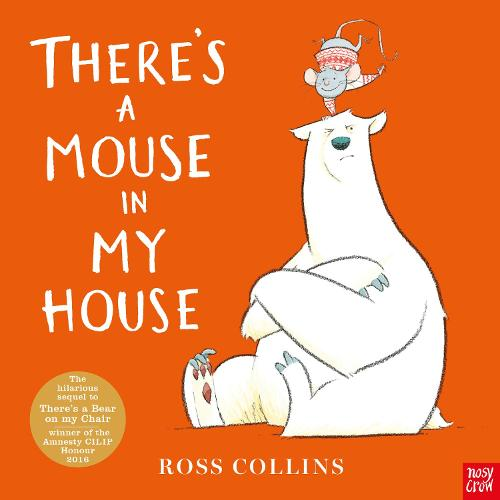 THERE'S
A
MOUSE
IN
MY
HOUSE
The
hilarious
sequel to
There's a Bear
on my Chair
winner of the
Amnesty CILIP
Honour
2016
ROSS COLLINS
nosy
crow